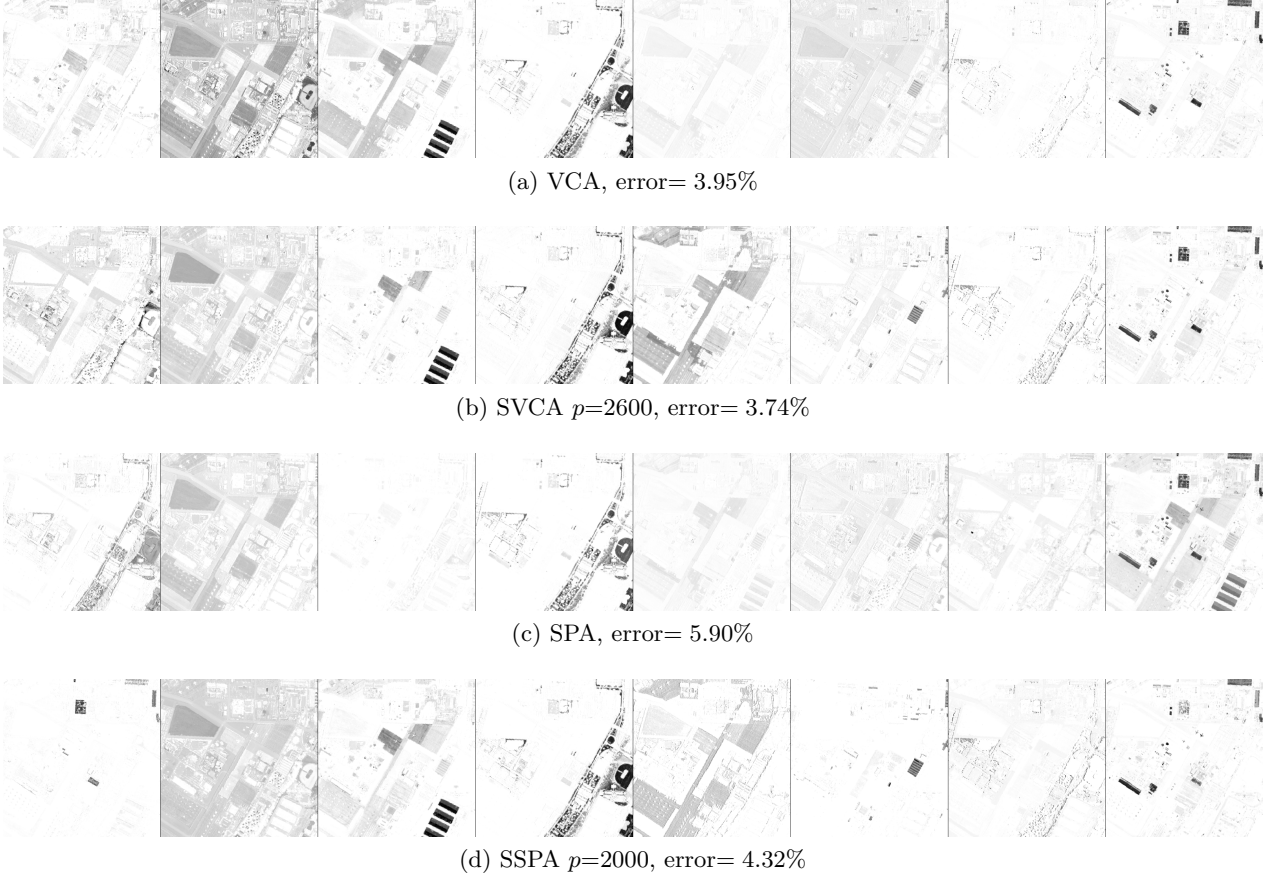 (a) VCA, error= 3.95%
(b) SVCA p=2600, error= 3.74%
(c) SPA, error= 5.90%
(d) SSPA p=2000, error= 4.32%